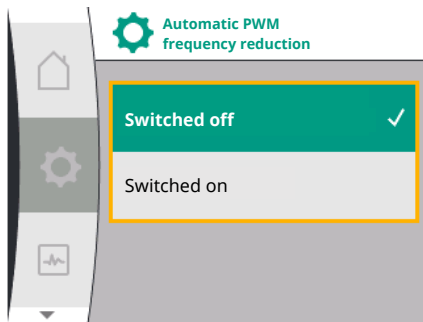 Automatic PWM
frequency reduction
Switched off
Switched on